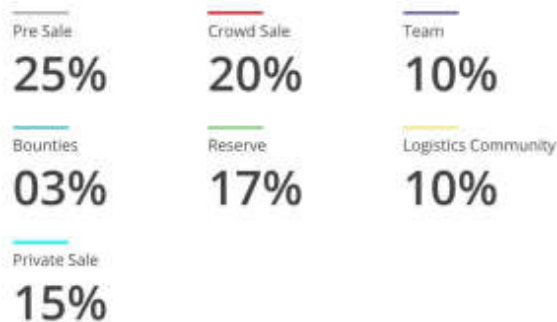 Pre Sale Crowd Sale Team
25% 20% 10%
Bounties Reserve Logistics Community
03% 17% 10%
Private Sale
15%